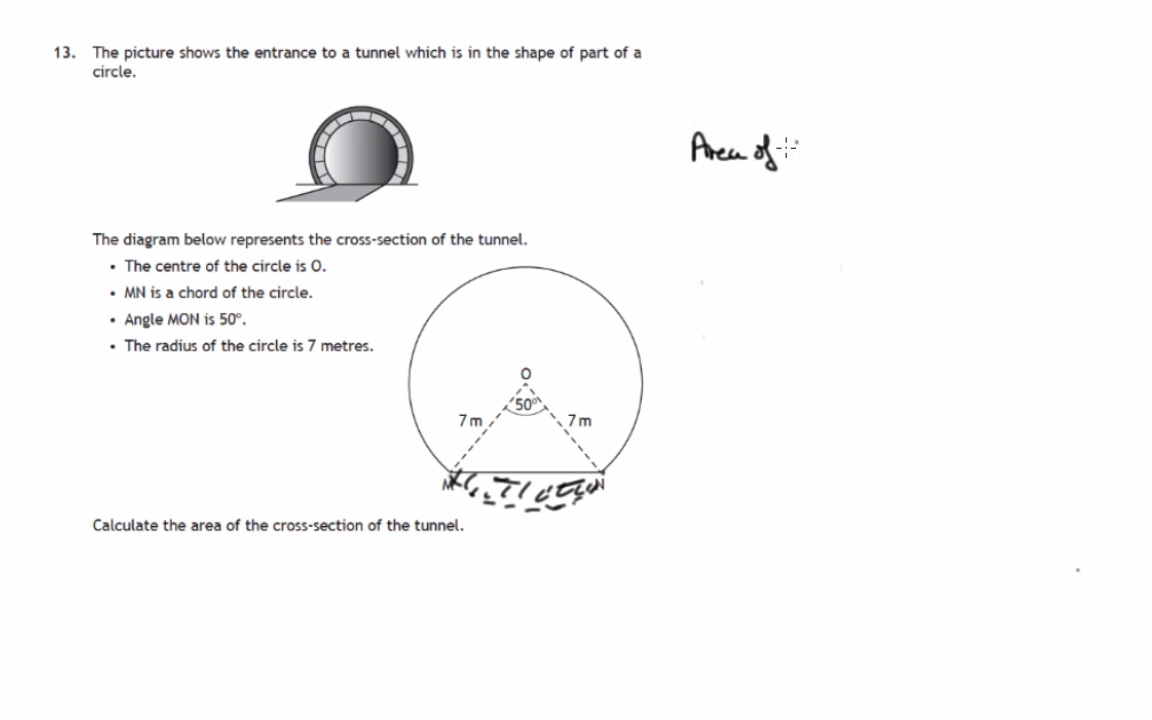 13. The picture shows the entrance to a tunnel which is in the shape of part of a
circle.
Area of
The diagram below represents the cross-section of the tunnel.
• The centre of the circle is O.
• MN is a chord of the circle.
• Angle MON is 50°.
• The radius of the circle is 7 metres.
O
50°
7 m
7 m
M
N
Calculate the area of the cross-section of the tunnel.